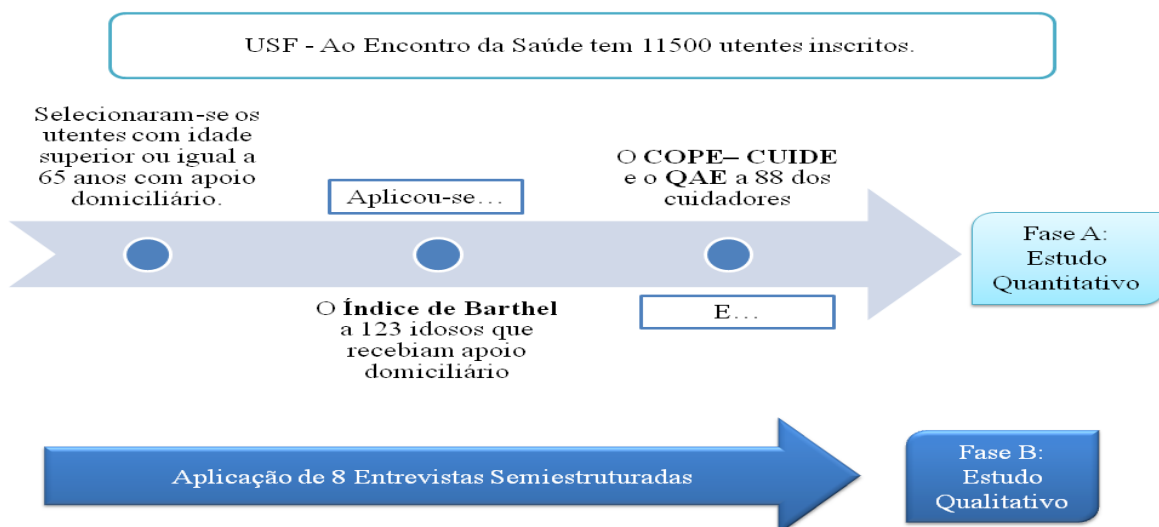 USF - Ao Encontro da Saúde tem 11500 utentes inscritos.
Selecionaram-se os
utentes com idade
superior ou igual a
65 anos com apoio
domiciliário.
Aplicou-se…
O Índice de Barthel
a 123 idosos que
recebiam apoio
domiciliário
O COPE– CUIDE
e o QAE a 88 dos
cuidadores
E…
Fase A:
Estudo
Quantitativo
Aplicação de 8 Entrevistas Semiestruturadas
Fase B:
Estudo
Qualitativo